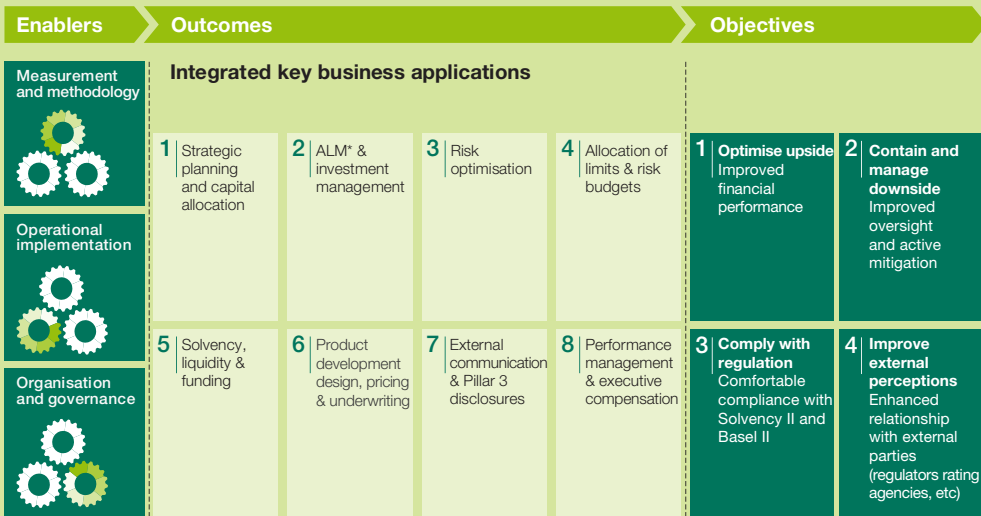 Enablers
Outcomes
Objectives
Measurement
and methodology
Operational
implementation
Organisation
and governance
Integrated key business applications
1 Strategic
planning
and capital
allocation
2 ALM* &
investment
management
3 Risk
optimisation
4 Allocation of
limits & risk
budgets
5 Solvency,
liquidity &
funding
6 Product
development
design, pricing
& underwriting
7 External
communication
& Pillar 3
disclosures
8 Performance
management
& executive
compensation
1 Optimise upside
Improved
financial
performance
2 Contain and
manage
downside
Improved
oversight
and active
mitigation
3 Comply with
regulation
Comfortable
compliance with
Solvency II and
Basel II
4 Improve
external
perceptions
Enhanced
relationship
with external
parties
(regulators rating
agencies, etc)